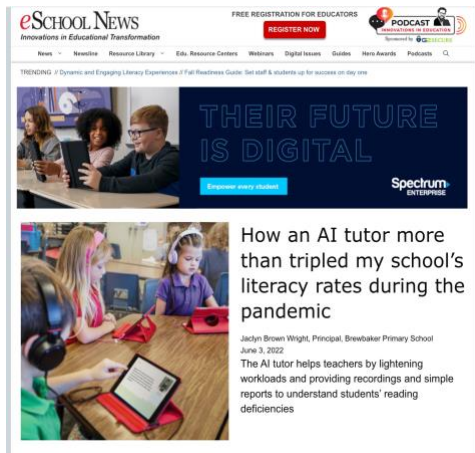 eSchool News
Innovations in Educational Transformation
FREE REGISTRATION FOR EDUCATORS
REGISTER NOW
PODCAST
INNOVATIONS IN EDUCATION
Sponsored by
News Newsline Resource Library Edu. Resource Centers Webinars Digital Issues Guides Hero Awards Podcasts
TRENDING // Dynamic and Engaging Literacy Experiences // Fall Readiness Guide: Set staff & students up for success on day one
THEIR FUTURE
IS DIGITAL
Empower every student
Spectrum
ENTERPRISE
How an AI tutor more
than tripled my school's
literacy rates during the
pandemic
Jaclyn Brown Wright, Principal, Brewbaker Primary School
June 3, 2022
The AI tutor helps teachers by lightening
workloads and providing recordings and simple
reports to understand students' reading
deficiencies